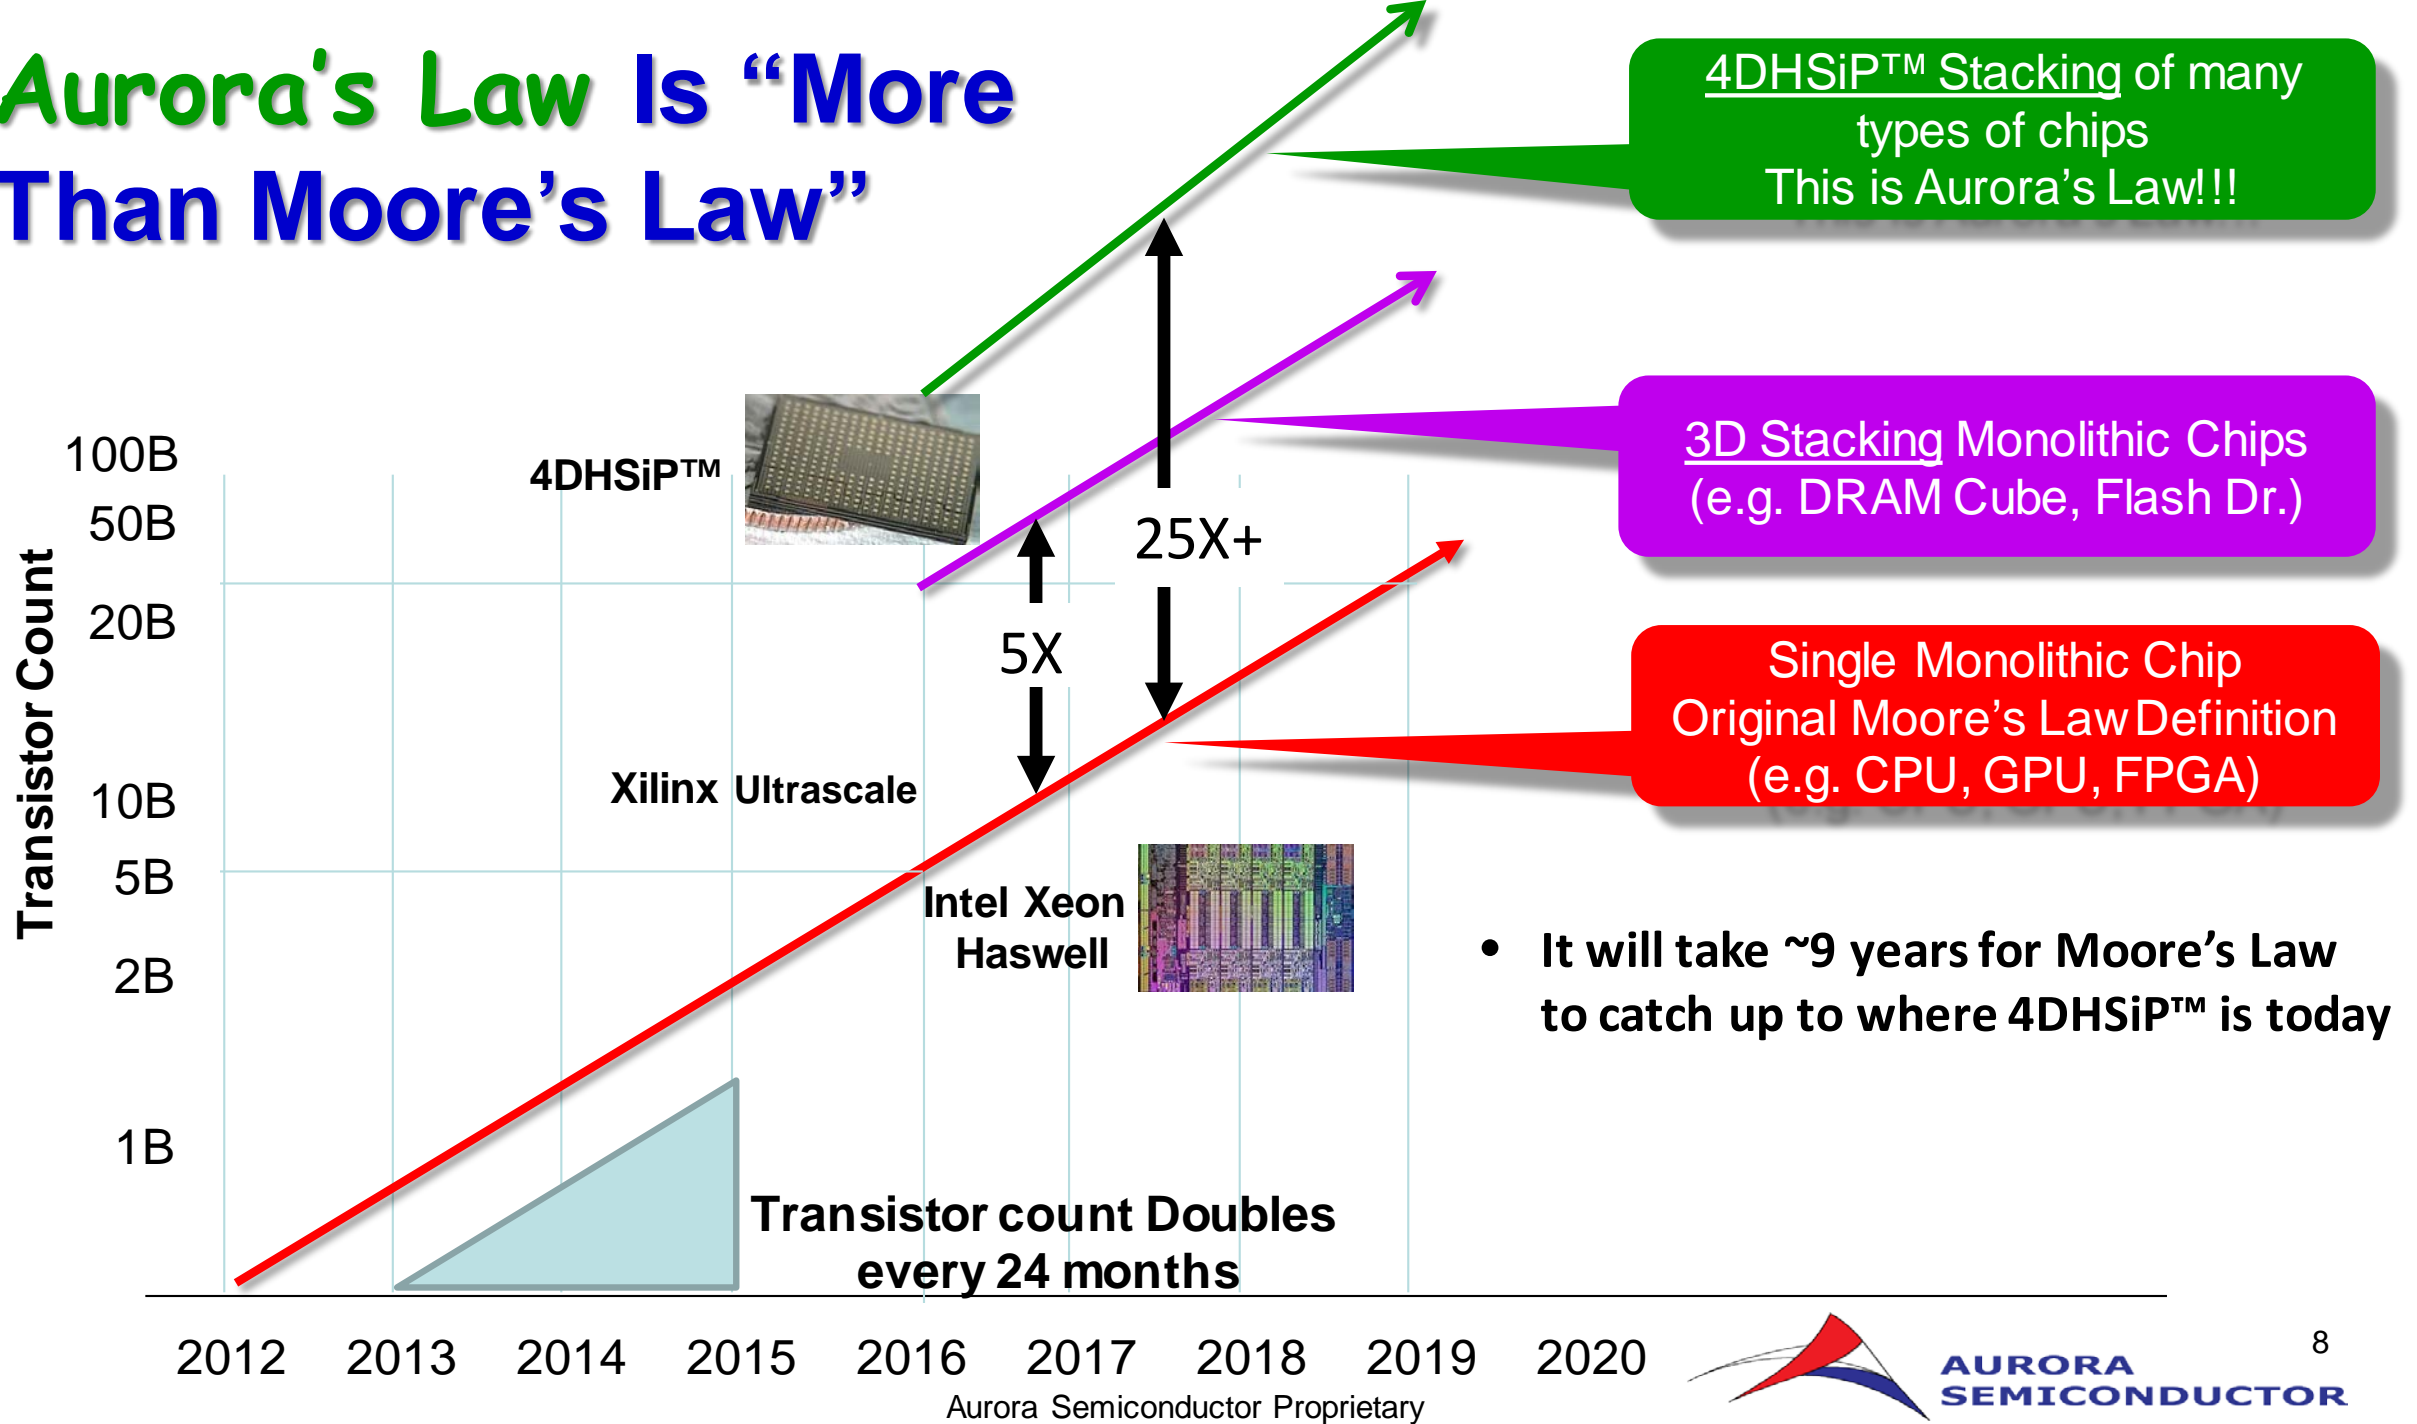 Aurora's Law Is “More
Than Moore’s Law”
4DHSiP™ Stacking of many
types of chips
This is Aurora’s Law!!!
3D Stacking Monolithic Chips
(e.g. DRAM Cube, Flash Dr.)
Single Monolithic Chip
Original Moore’s Law Definition
(e.g. CPU, GPU, FPGA)
Transistor Count
100B
50B
20B
10B
5B
2B
1B
4DHSiP™
25X+
5X
Xilinx Ultrascale
Intel Xeon
Haswell
• It will take ~9 years for Moore’s Law
to catch up to where 4DHSiP™ is today
Transistor count Doubles
every 24 months
2012 2013 2014 2015 2016 2017 2018 2019 2020
Aurora Semiconductor Proprietary
AURORA
SEMICONDUCTOR
8